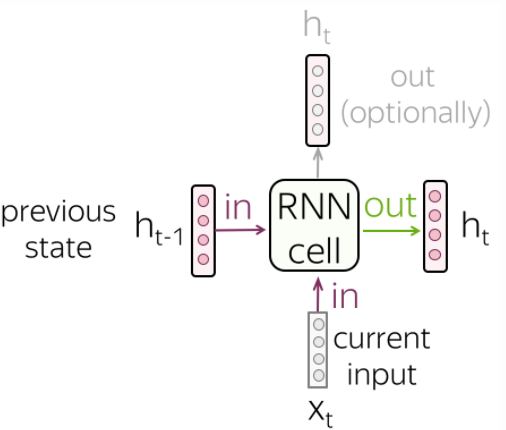 h_t
out
(optionally)
previous
state
h_{t-1}
in
RNN
cell
out
h_t
in
current
input
x_t